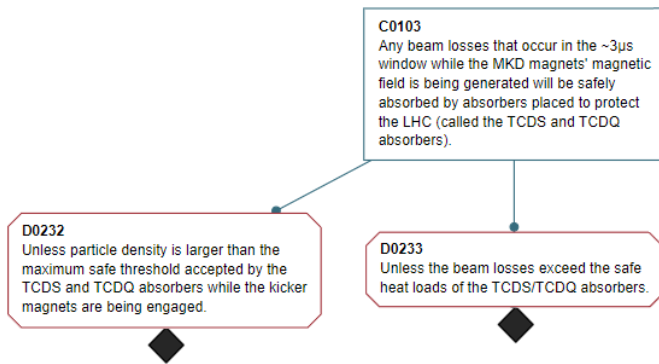 C0103
Any beam losses that occur in the ~3µs
window while the MKD magnets' magnetic
field is being generated will be safely
absorbed by absorbers placed to protect
the LHC (called the TCDS and TCDQ
absorbers).
D0232
Unless particle density is larger than the
maximum safe threshold accepted by the
TCDS and TCDQ absorbers while the kicker
magnets are being engaged.
D0233
Unless the beam losses exceed the safe
heat loads of the TCDS/TCDQ absorbers.